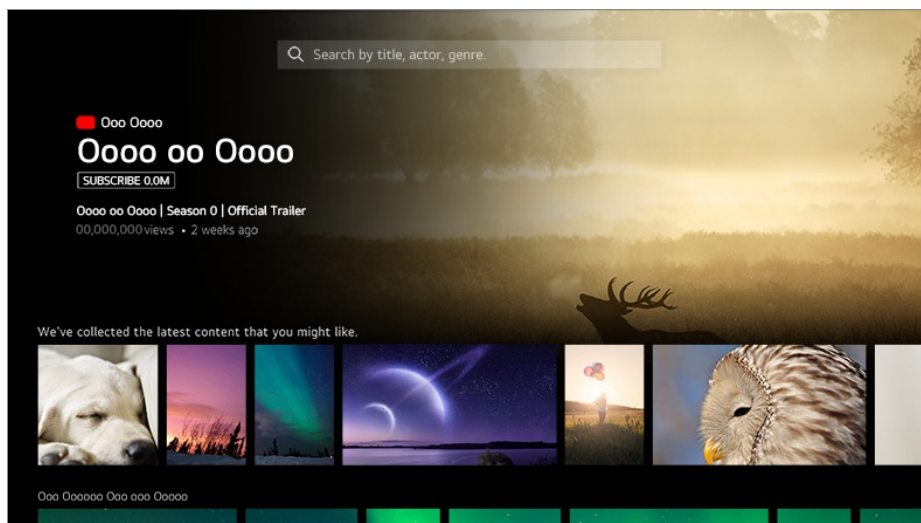 Search by title, actor, genre.
Ooo Oooo
Oooo oo Oooo
SUBSCRIBE 0.0M
Oooo oo Oooo | Season 0 | Official Trailer
00,000,000 views • 2 weeks ago
We've collected the latest content that you might like.
Ooo Oooooo Ooo ooo Ooooo